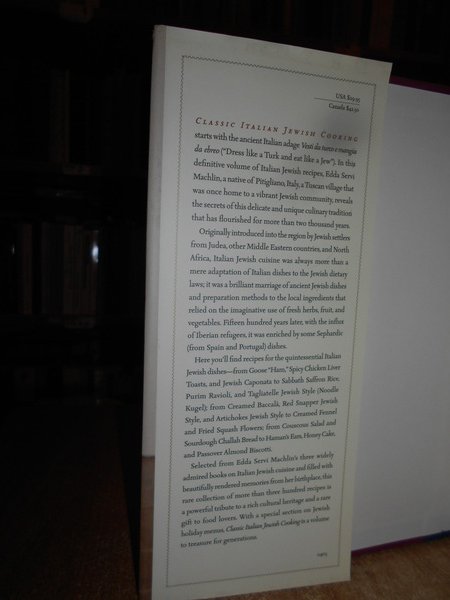 USA $29.95
Canada $42.50
CLASSIC ITALIAN JEWISH COOKING
starts with the ancient Italian adage Vesti da turco e mangia
da ebreo ("Dress like a Turk and eat like a Jew"). In this
definitive volume of Italian Jewish recipes, Edda Servi
Machlin, a native of Pitigliano, Italy, a Tuscan village that
was once home to a vibrant Jewish community, reveals
the secrets of this delicate and unique culinary tradition
that has flourished for more than two thousand years.
Originally introduced into the region by Jewish settlers
from Judea, other Middle Eastern countries, and North
Africa, Italian Jewish cuisine was always more than a
mere adaptation of Italian dishes to the Jewish dietary
laws; it was a brilliant marriage of ancient Jewish dishes
and preparation methods to the local ingredients that
relied on the imaginative use of fresh herbs, fruit, and
vegetables. Fifteen hundred years later, with the influx
of Iberian refugees, it was enriched by some Sephardic
(from Spain and Portugal) dishes.
Here you'll find recipes for the quintessential Italian
Jewish dishes—from Goose "Ham," Spicy Chicken Liver
Toasts, and Jewish Caponata to Sabbath Saffron Rice,
Purim Ravioli, and Tagliatelle Jewish Style (Noodle
Kugel); from Creamed Baccalà, Red Snapper Jewish
Style, and Artichokes Jewish Style to Creamed Fennel
and Fried Squash Flowers; from Couscous Salad and
Sourdough Challah Bread to Haman's Ears, Honey Cake,
and Passover Almond Biscotti.
Selected from Edda Servi Machlin's three widely
admired books on Italian Jewish cuisine and filled with
beautifully rendered memories from her birthplace, this
rare collection of more than three hundred recipes is
a powerful tribute to a rich cultural heritage and a rare
gift to food lovers. With a special section on Jewish
holiday menus, Classic Italian Jewish Cooking is a volume
to treasure for generations.